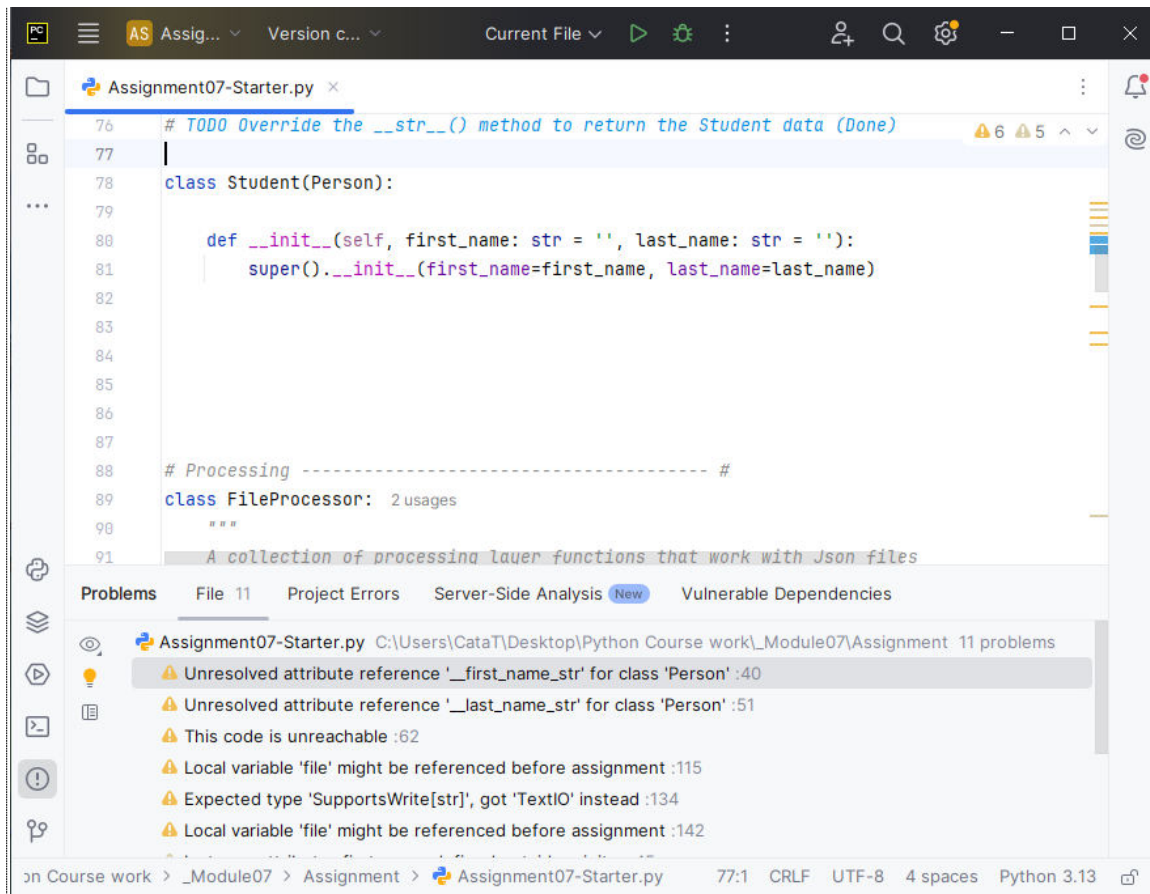 PC AS Assig... Version c... Current File
Assignment07-Starter.py
76 # TODO Override the __str__() method to return the Student data (Done) 6 5
77
78 class Student(Person):
79
80 def __init__(self, first_name: str = '', last_name: str = ''):
81 super().__init__(first_name=first_name, last_name=last_name)
82
83
84
85
86
87
88 # Processing --------------------------------------- #
89 class FileProcessor: 2 usages
90 """
91 A collection of processing layer functions that work with Json files
Problems File 11 Project Errors Server-Side Analysis New Vulnerable Dependencies
Assignment07-Starter.py C:\Users\CataT\Desktop\Python Course work\_Module07\Assignment 11 problems
Unresolved attribute reference '__first_name_str' for class 'Person' :40
Unresolved attribute reference '__last_name_str' for class 'Person' :51
This code is unreachable :62
Local variable 'file' might be referenced before assignment :115
Expected type 'SupportsWrite[str]', got 'TextIO' instead :134
Local variable 'file' might be referenced before assignment :142
on Course work > _Module07 > Assignment > Assignment07-Starter.py 77:1 CRLF UTF-8 4 spaces Python 3.13